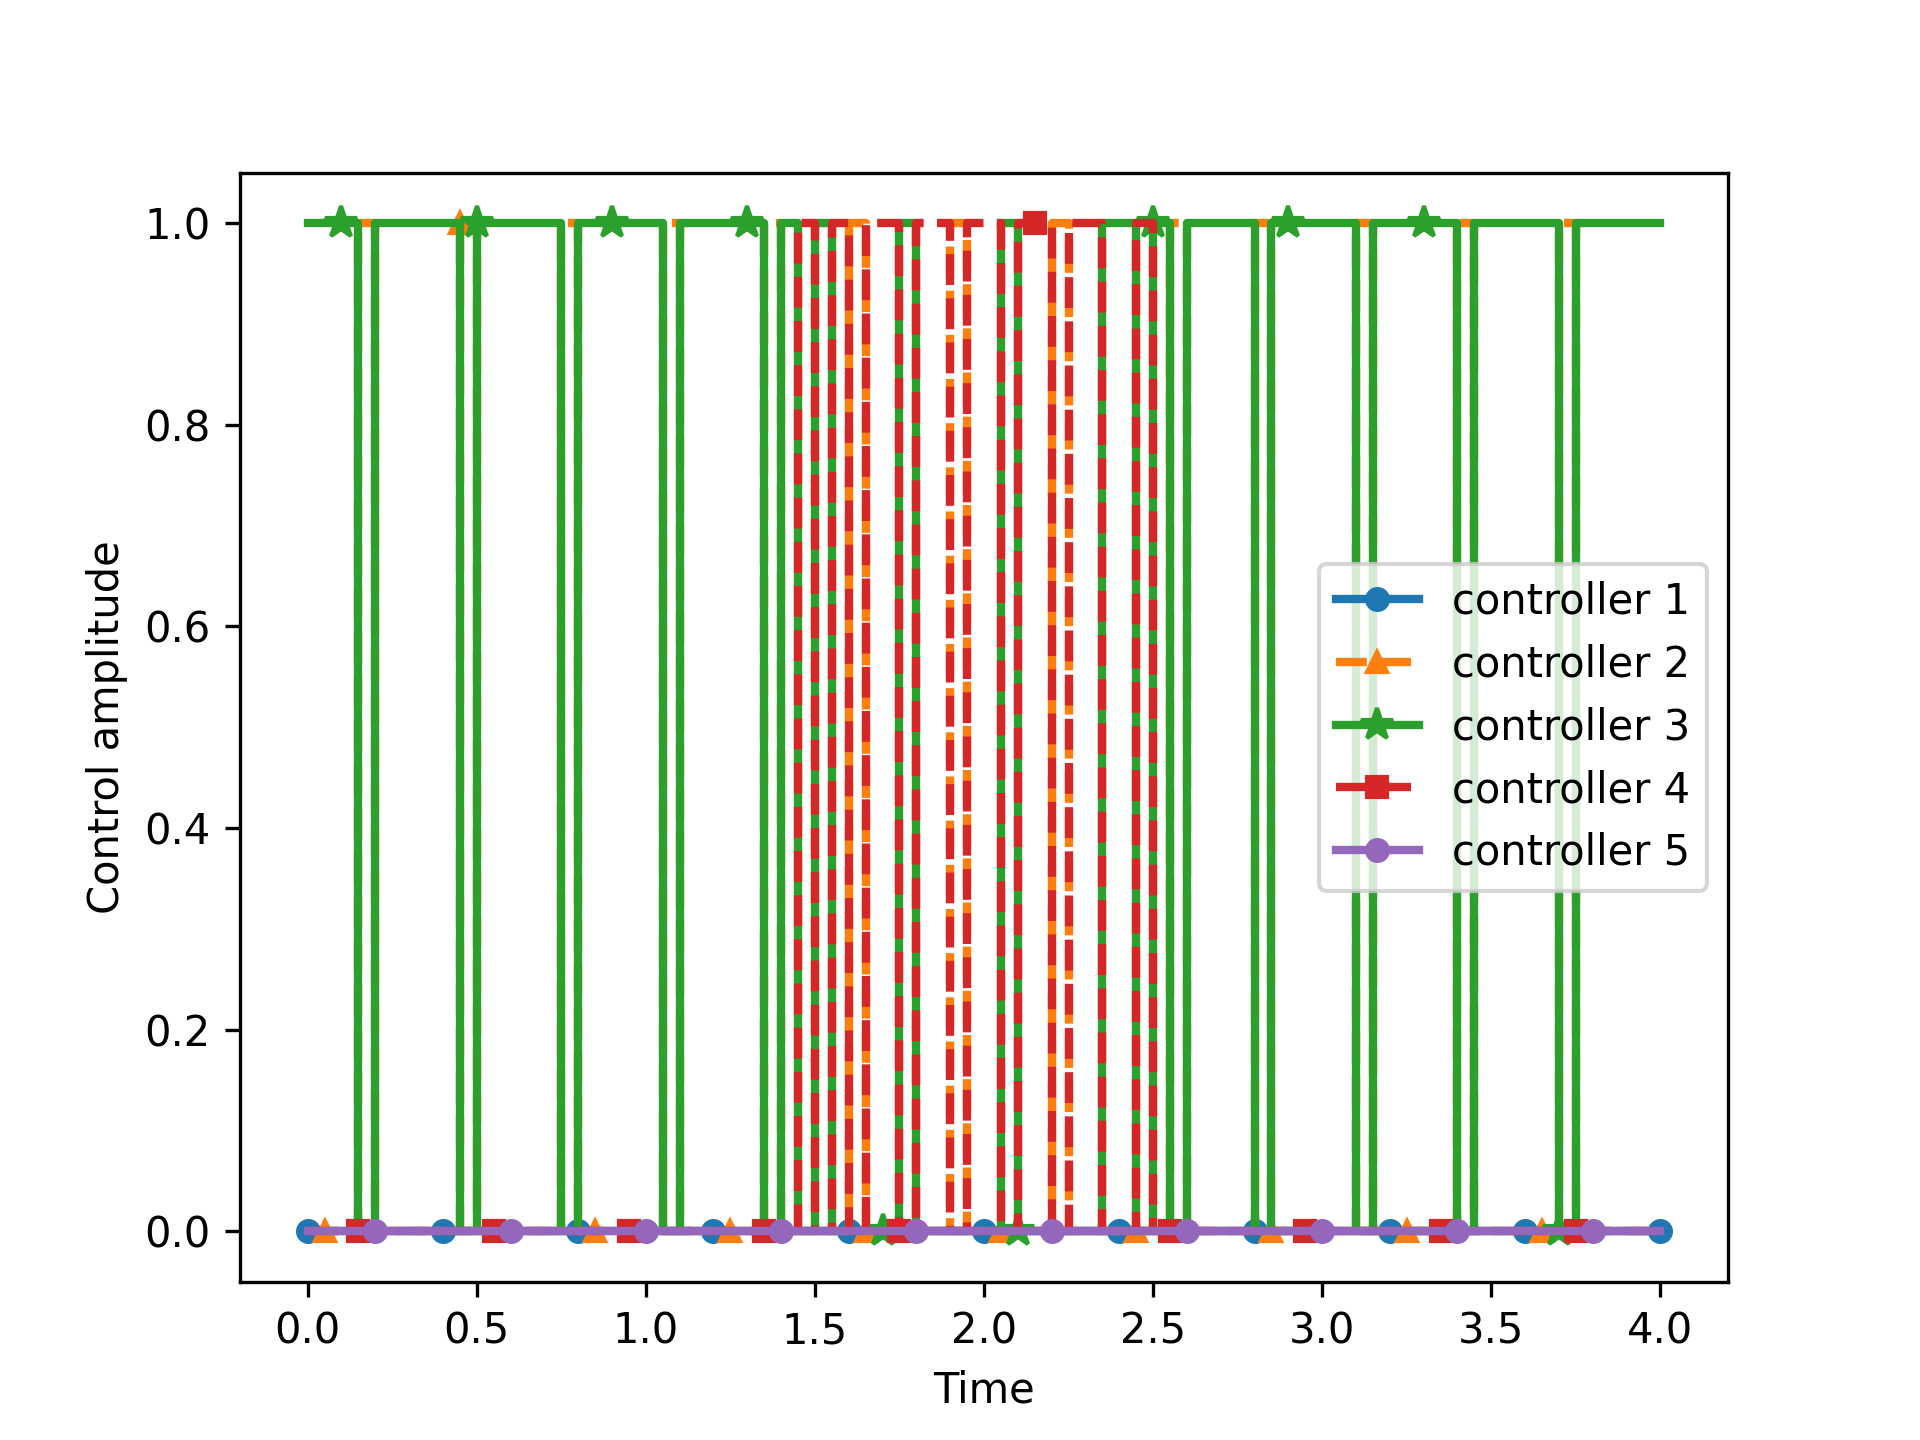 Control amplitude
1.0
0.8
0.6
0.4
0.2
0.0
controller 1
controller 2
controller 3
controller 4
controller 5
0.0 0.5 1.0 1.5 2.0 2.5 3.0 3.5 4.0
Time